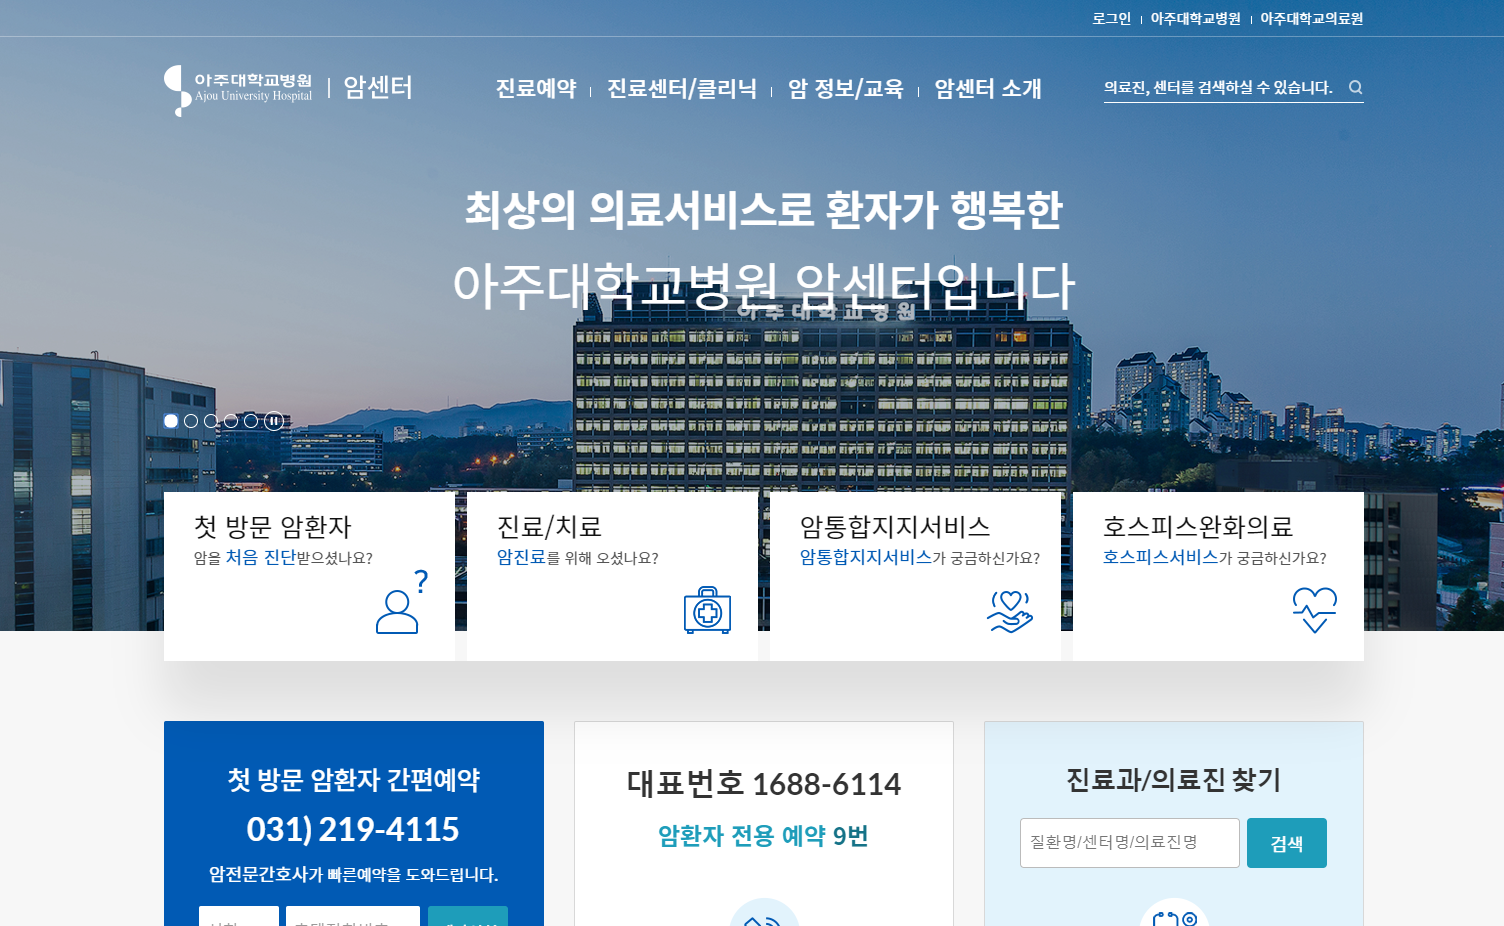 로그인 아주대학교병원 아주대학교의료원
아주대학교병원
Ajou University Hospital
암센터
진료예약 진료센터/클리닉 암 정보/교육 암센터 소개
의료진, 센터를 검색하실 수 있습니다.
최상의 의료서비스로 환자가 행복한
아주대학교병원 암센터입니다
아주대학교병원
첫 방문 암환자
암을 처음 진단받으셨나요?
?
진료/치료
암진료를 위해 오셨나요?
암통합지지서비스
암통합지지서비스가 궁금하신가요?
호스피스완화의료
호스피스서비스가 궁금하신가요?
첫 방문 암환자 간편예약
031) 219-4115
암전문간호사가 빠른예약을 도와드립니다.
대표번호 1688-6114
암환자 전용 예약 9번
진료과/의료진 찾기
질환명/센터명/의료진명
검색